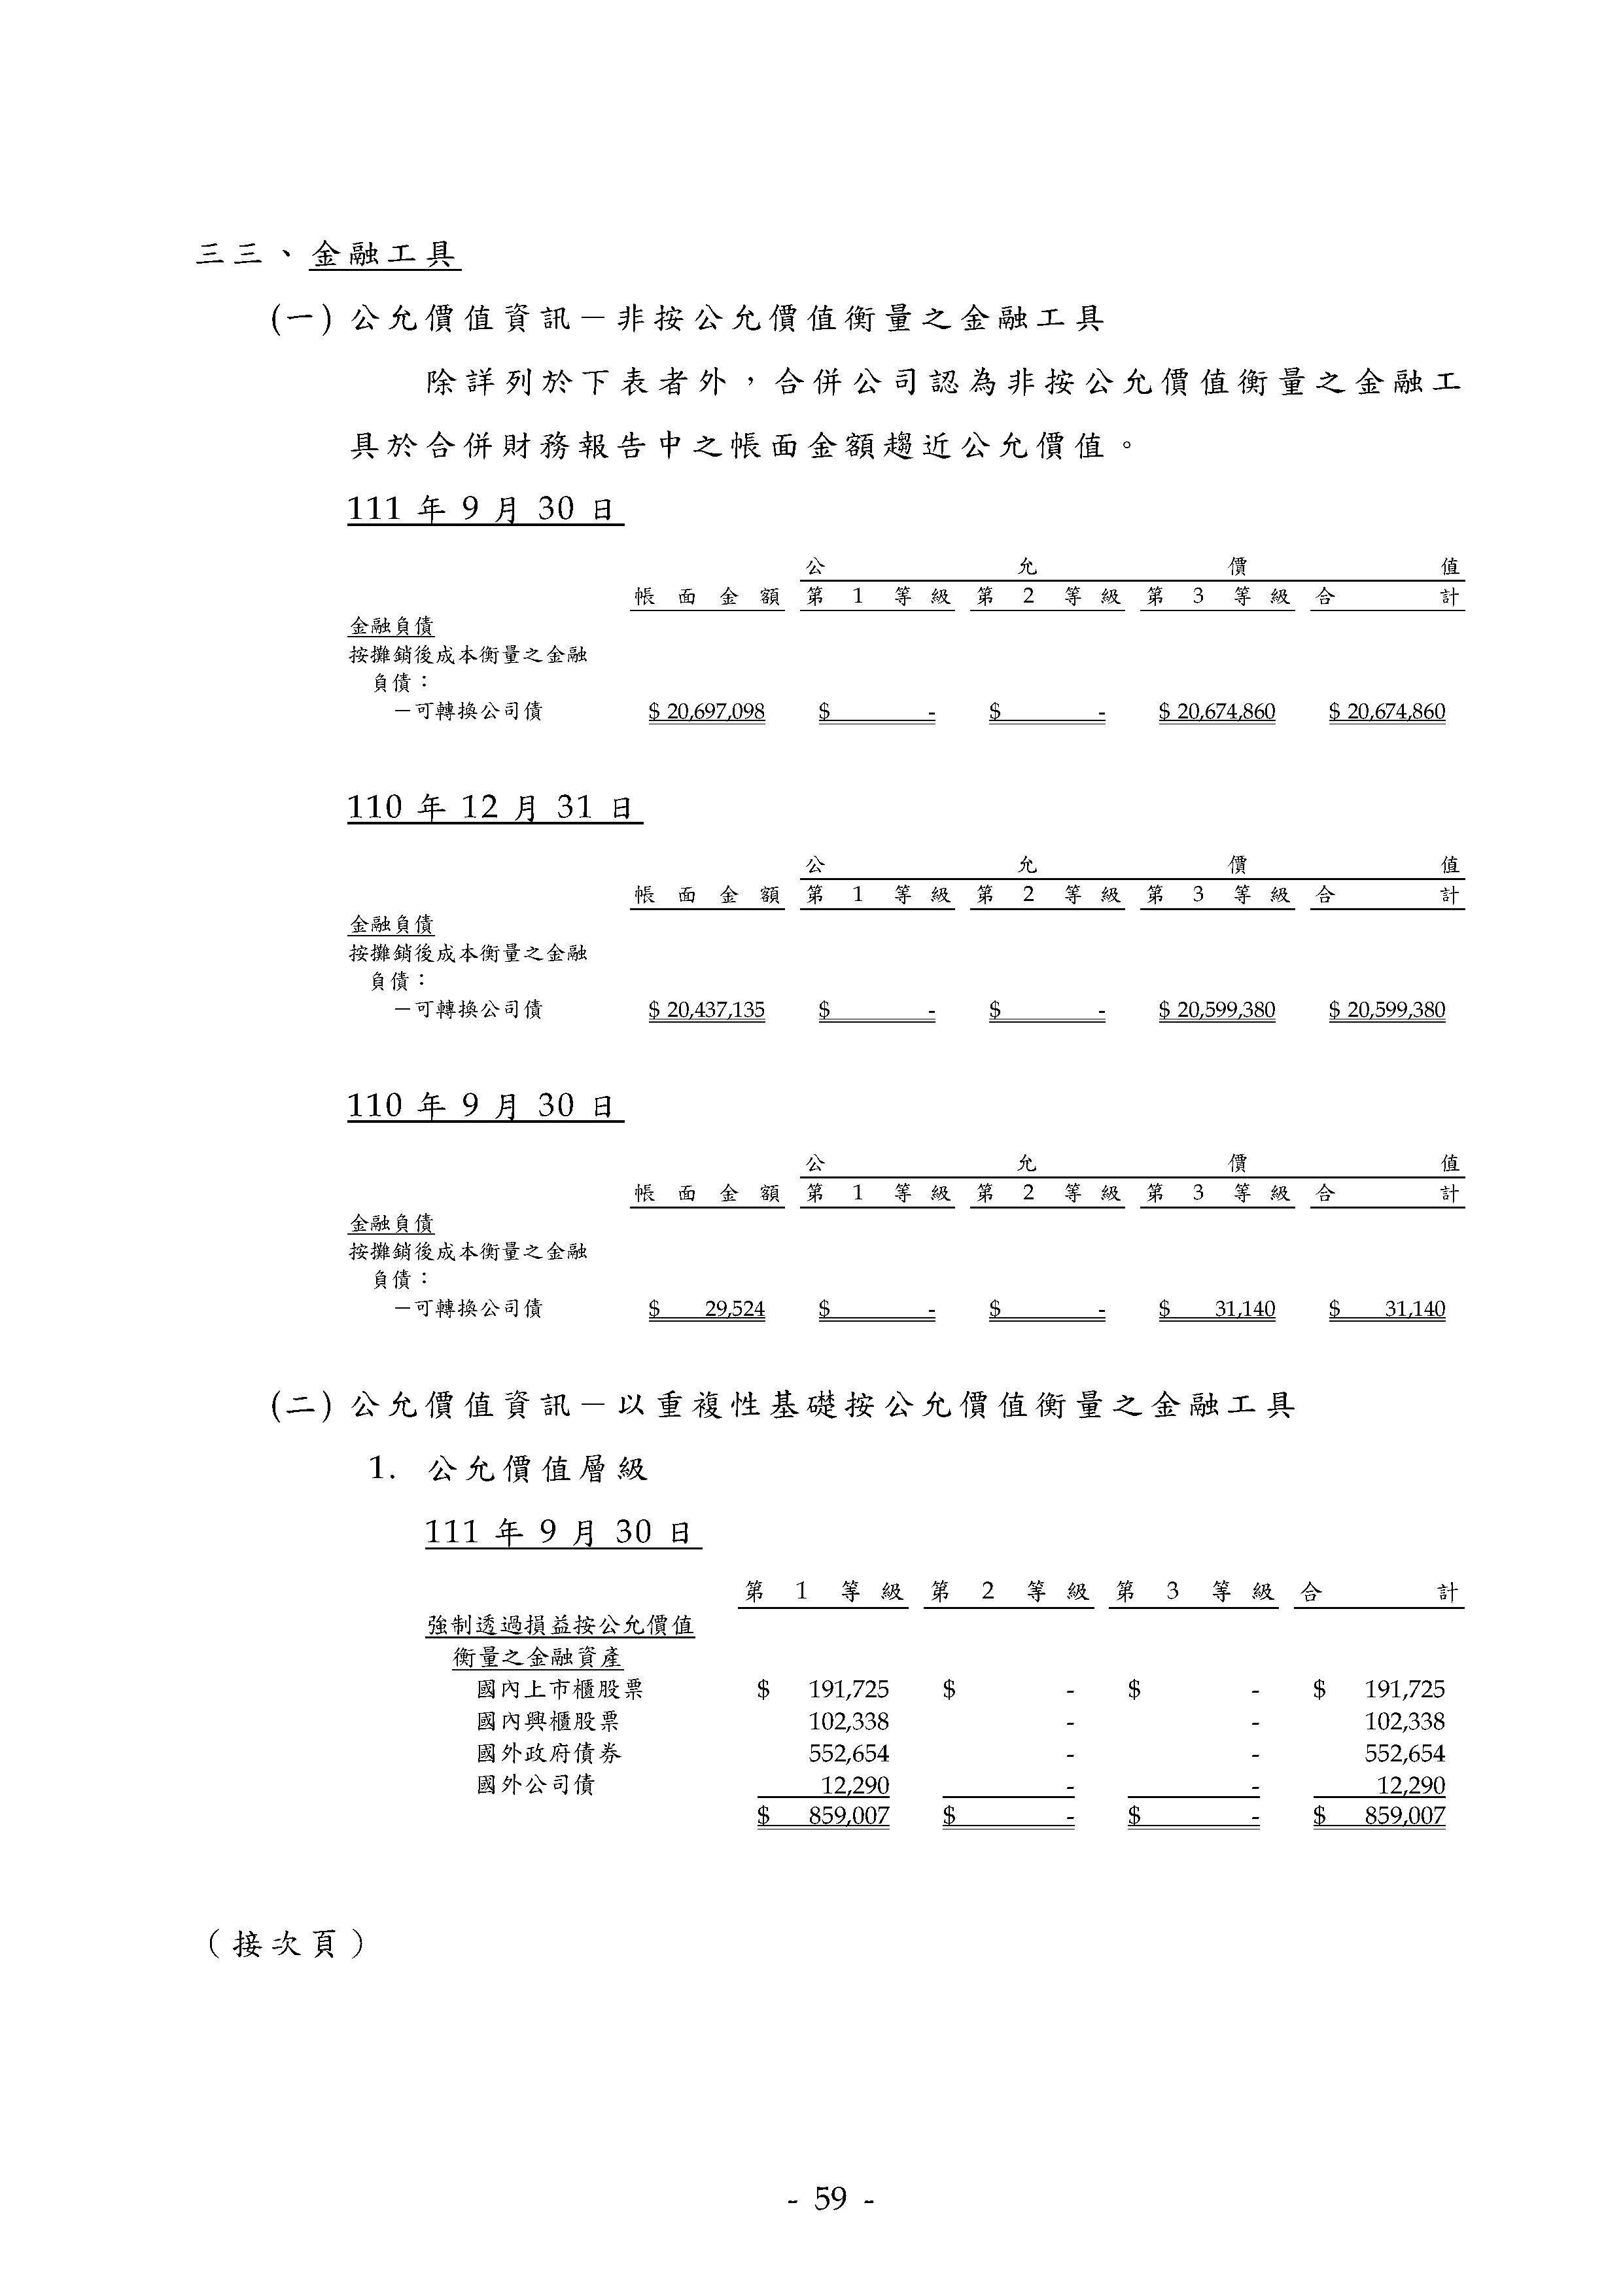 三三、金融工具
(一) 公允價值資訊－非按公允價值衡量之金融工具
除詳列於下表者外，合併公司認為非按公允價值衡量之金融工
具於合併財務報告中之帳面金額趨近公允價值。
111 年 9 月 30 日
公 允 價 值
帳 面 金 額 第 1 等 級 第 2 等 級 第 3 等 級 合 計
金融負債
按攤銷後成本衡量之金融
負債：
－可轉換公司債 $ 20,697,098 $ - $ - $ 20,674,860 $ 20,674,860
110 年 12 月 31 日
公 允 價 值
帳 面 金 額 第 1 等 級 第 2 等 級 第 3 等 級 合 計
金融負債
按攤銷後成本衡量之金融
負債：
－可轉換公司債 $ 20,437,135 $ - $ - $ 20,599,380 $ 20,599,380
110 年 9 月 30 日
公 允 價 值
帳 面 金 額 第 1 等 級 第 2 等 級 第 3 等 級 合 計
金融負債
按攤銷後成本衡量之金融
負債：
－可轉換公司債 $ 29,524 $ - $ - $ 31,140 $ 31,140
(二) 公允價值資訊－以重複性基礎按公允價值衡量之金融工具
1. 公允價值層級
111 年 9 月 30 日
第 1 等 級 第 2 等 級 第 3 等 級 合 計
強制透過損益按公允價值
衡量之金融資產
國內上市櫃股票 $ 191,725 $ - $ - $ 191,725
國內興櫃股票 102,338 - - 102,338
國外政府債券 552,654 - - 552,654
國外公司債 12,290 - - 12,290
$ 859,007 $ - $ - $ 859,007
（接次頁）
- 59 -